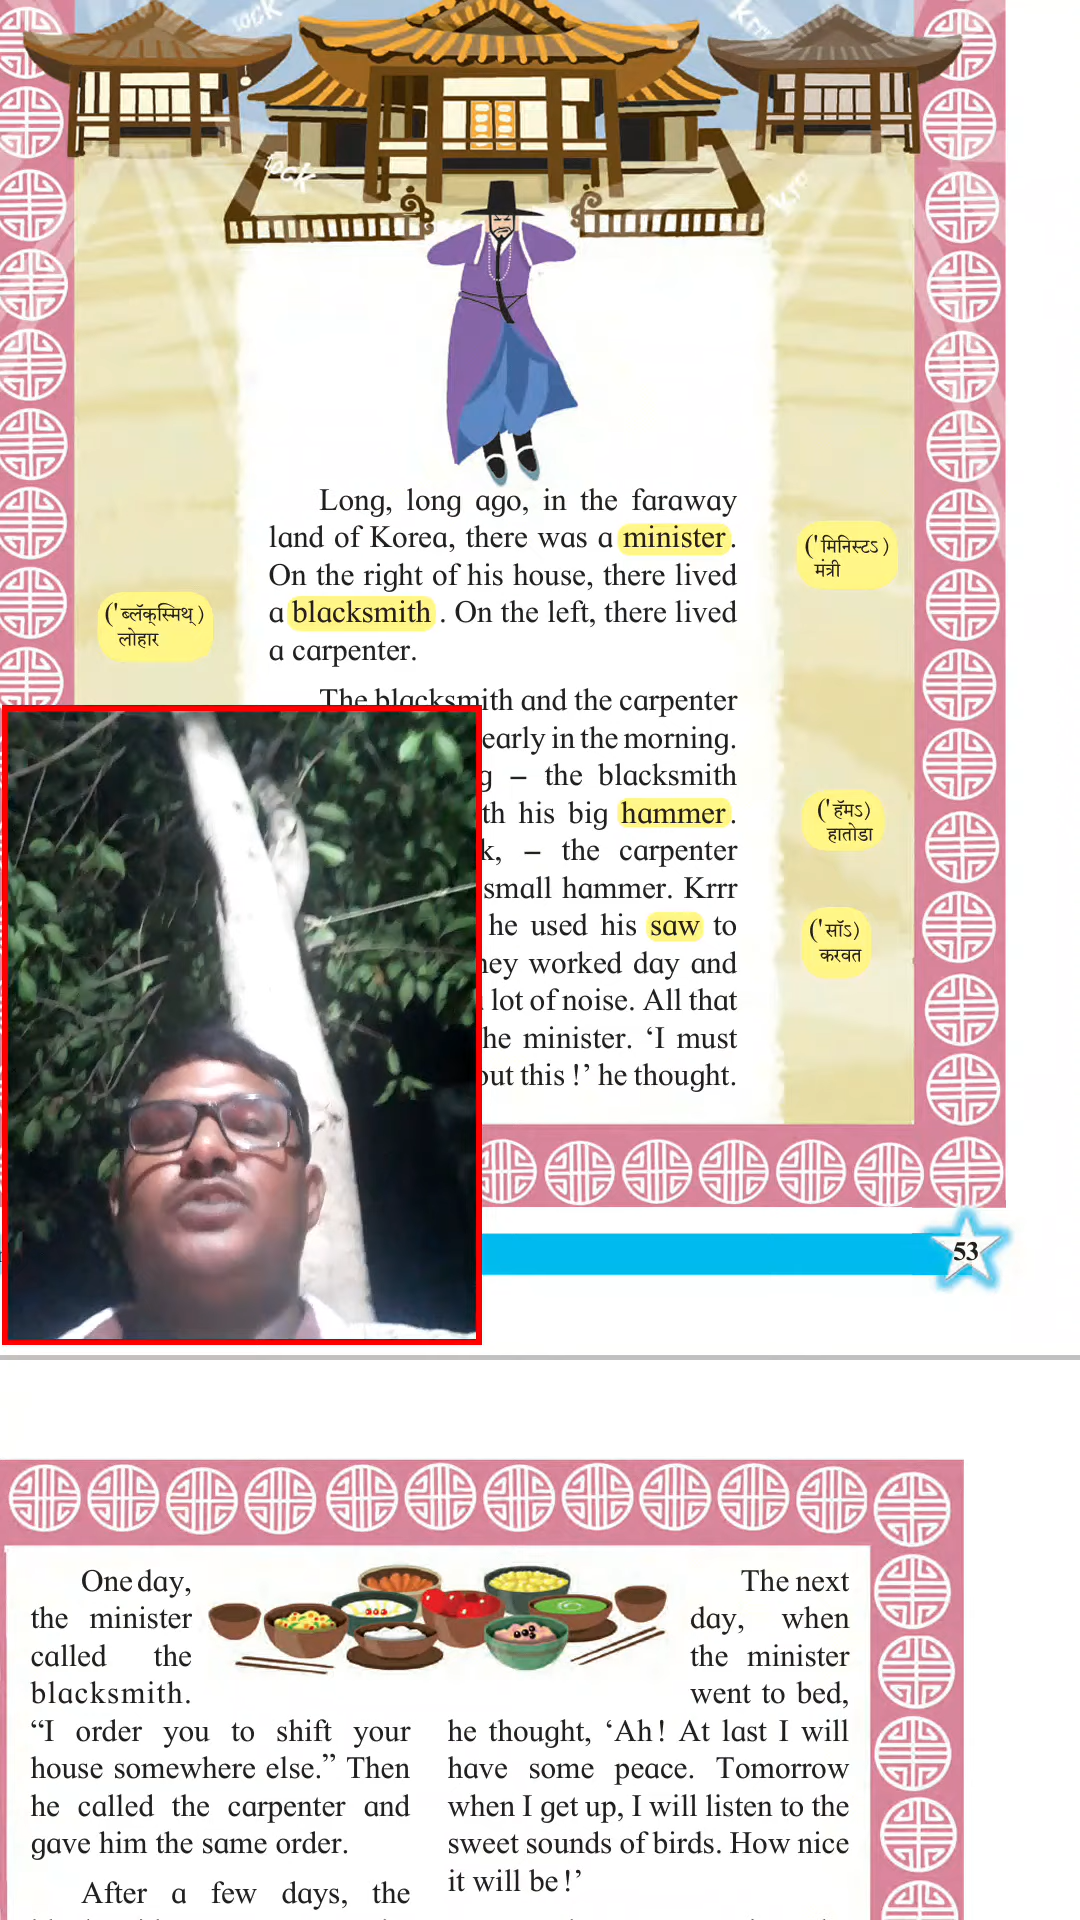 tock
krrr
tock
Long, long ago, in the faraway
land of Korea, there was a minister.
On the right of his house, there lived
a blacksmith. On the left, there lived
a carpenter.
('मिनिस्टऽ)
मंत्री
('ब्लॅक्स्मिथ्)
लोहार
The blacksmith and the carpenter
early in the morning.
– the blacksmith
his big hammer.
– the carpenter
small hammer. Krrr
he used his saw to
worked day and
lot of noise. All that
minister. ‘I must
this !’ he thought.
('हॅमऽ)
हातोडा
('सॉऽ)
करवत
53
One day,
the minister
called the
blacksmith.
“I order you to shift your
house somewhere else.” Then
he called the carpenter and
gave him the same order.
After a few days, the
The next
day, when
the minister
went to bed,
he thought, ‘Ah! At last I will
have some peace. Tomorrow
when I get up, I will listen to the
sweet sounds of birds. How nice
it will be !’